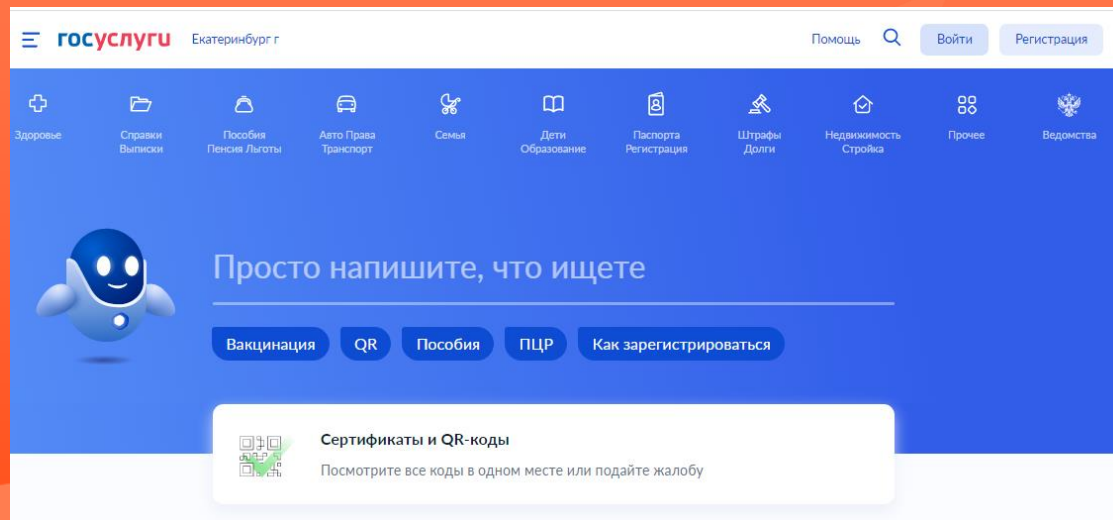 госуслуги Екатеринбург г Помощь Войти Регистрация
Здоровье
Справки
Выписки
Пособия
Пенсия Льготы
Авто Права
Транспорт
Семья
Дети
Образование
Паспорта
Регистрация
Штрафы
Долги
Недвижимость
Стройка
Прочее
Ведомства
Просто напишите, что ищете
Вакцинация QR Пособия ПЦР Как зарегистрироваться
Сертификаты и QR-коды
Посмотрите все коды в одном месте или подайте жалобу